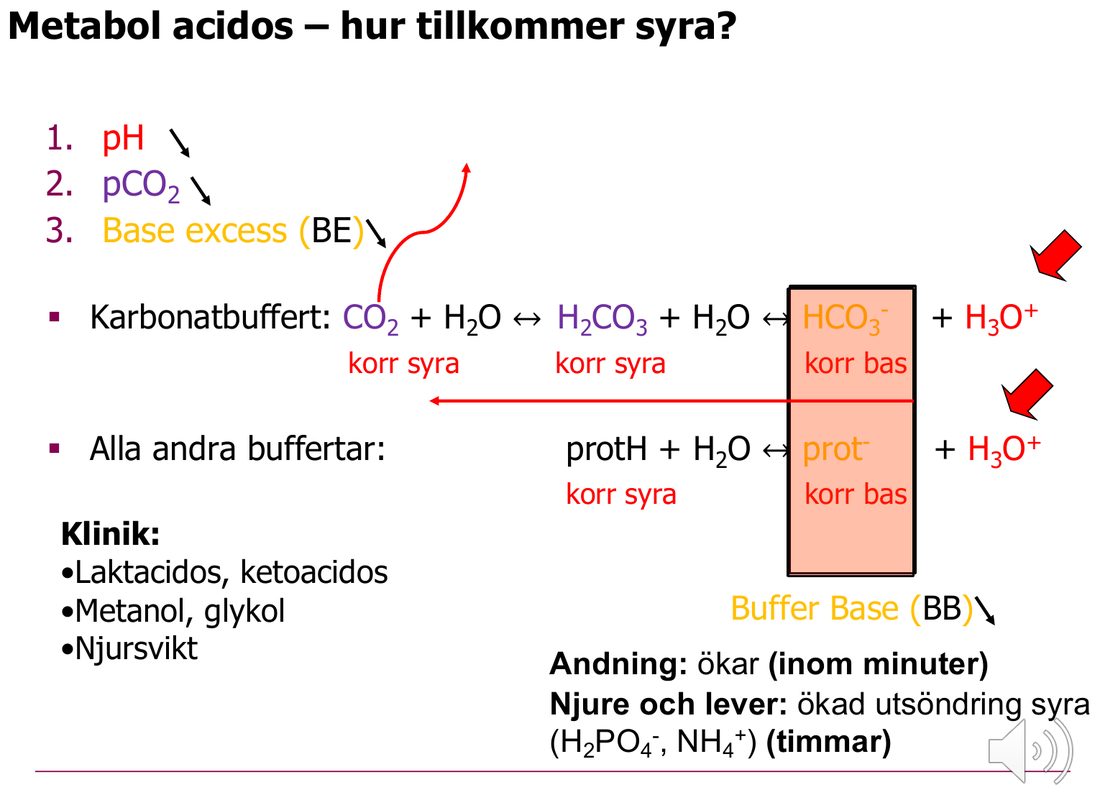 Metabol acidos – hur tillkommer syra?
1. pH
2. pCO₂
3. Base excess (BE)
▪ Karbonatbuffert: CO₂ + H₂O ↔ H₂CO₃ + H₂O ↔ HCO₃⁻ + H₃O⁺
korr syra korr syra korr bas
▪ Alla andra buffertar: protH + H₂O ↔ prot⁻ + H₃O⁺
korr syra korr bas
Klinik:
•Laktacidos, ketoacidos
•Metanol, glykol
•Njursvikt
Buffer Base (BB)
Andning: ökar (inom minuter)
Njure och lever: ökad utsöndring syra
(H₂PO₄⁻, NH₄⁺) (timmar)